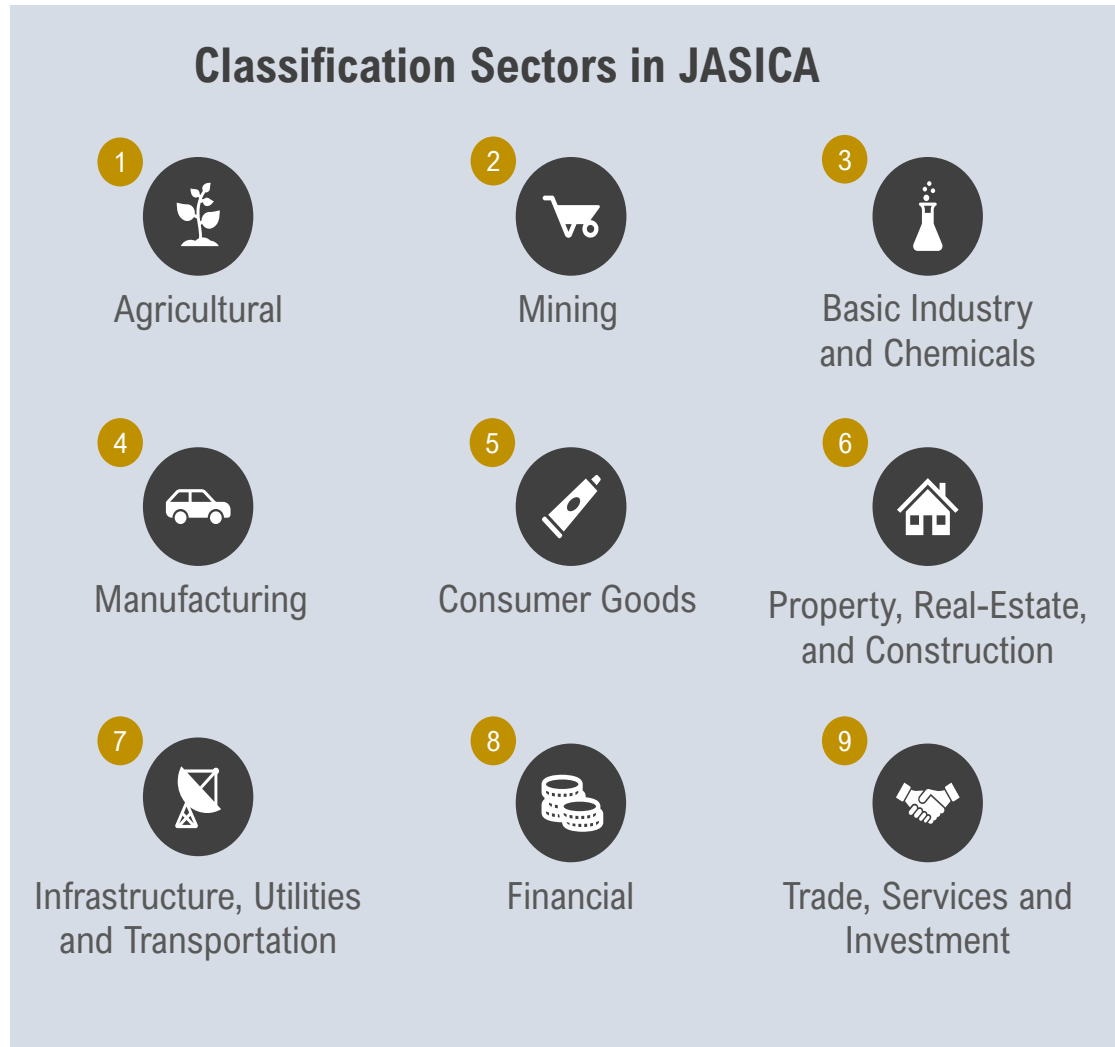 Classification Sectors in JASICA
1
Agricultural
2
Mining
3
Basic Industry
and Chemicals
4
Manufacturing
5
Consumer Goods
6
Property, Real-Estate,
and Construction
7
Infrastructure, Utilities
and Transportation
8
Financial
9
Trade, Services and
Investment